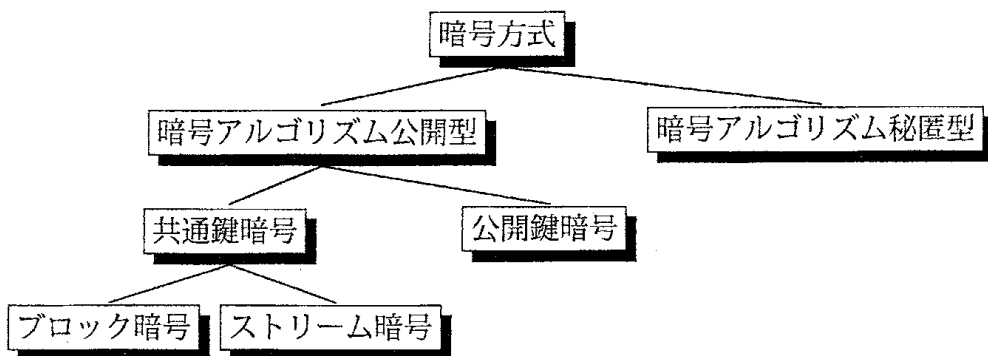 暗号方式
暗号アルゴリズム公開型
暗号アルゴリズム秘匿型
共通鍵暗号
公開鍵暗号
ブロック暗号
ストリーム暗号